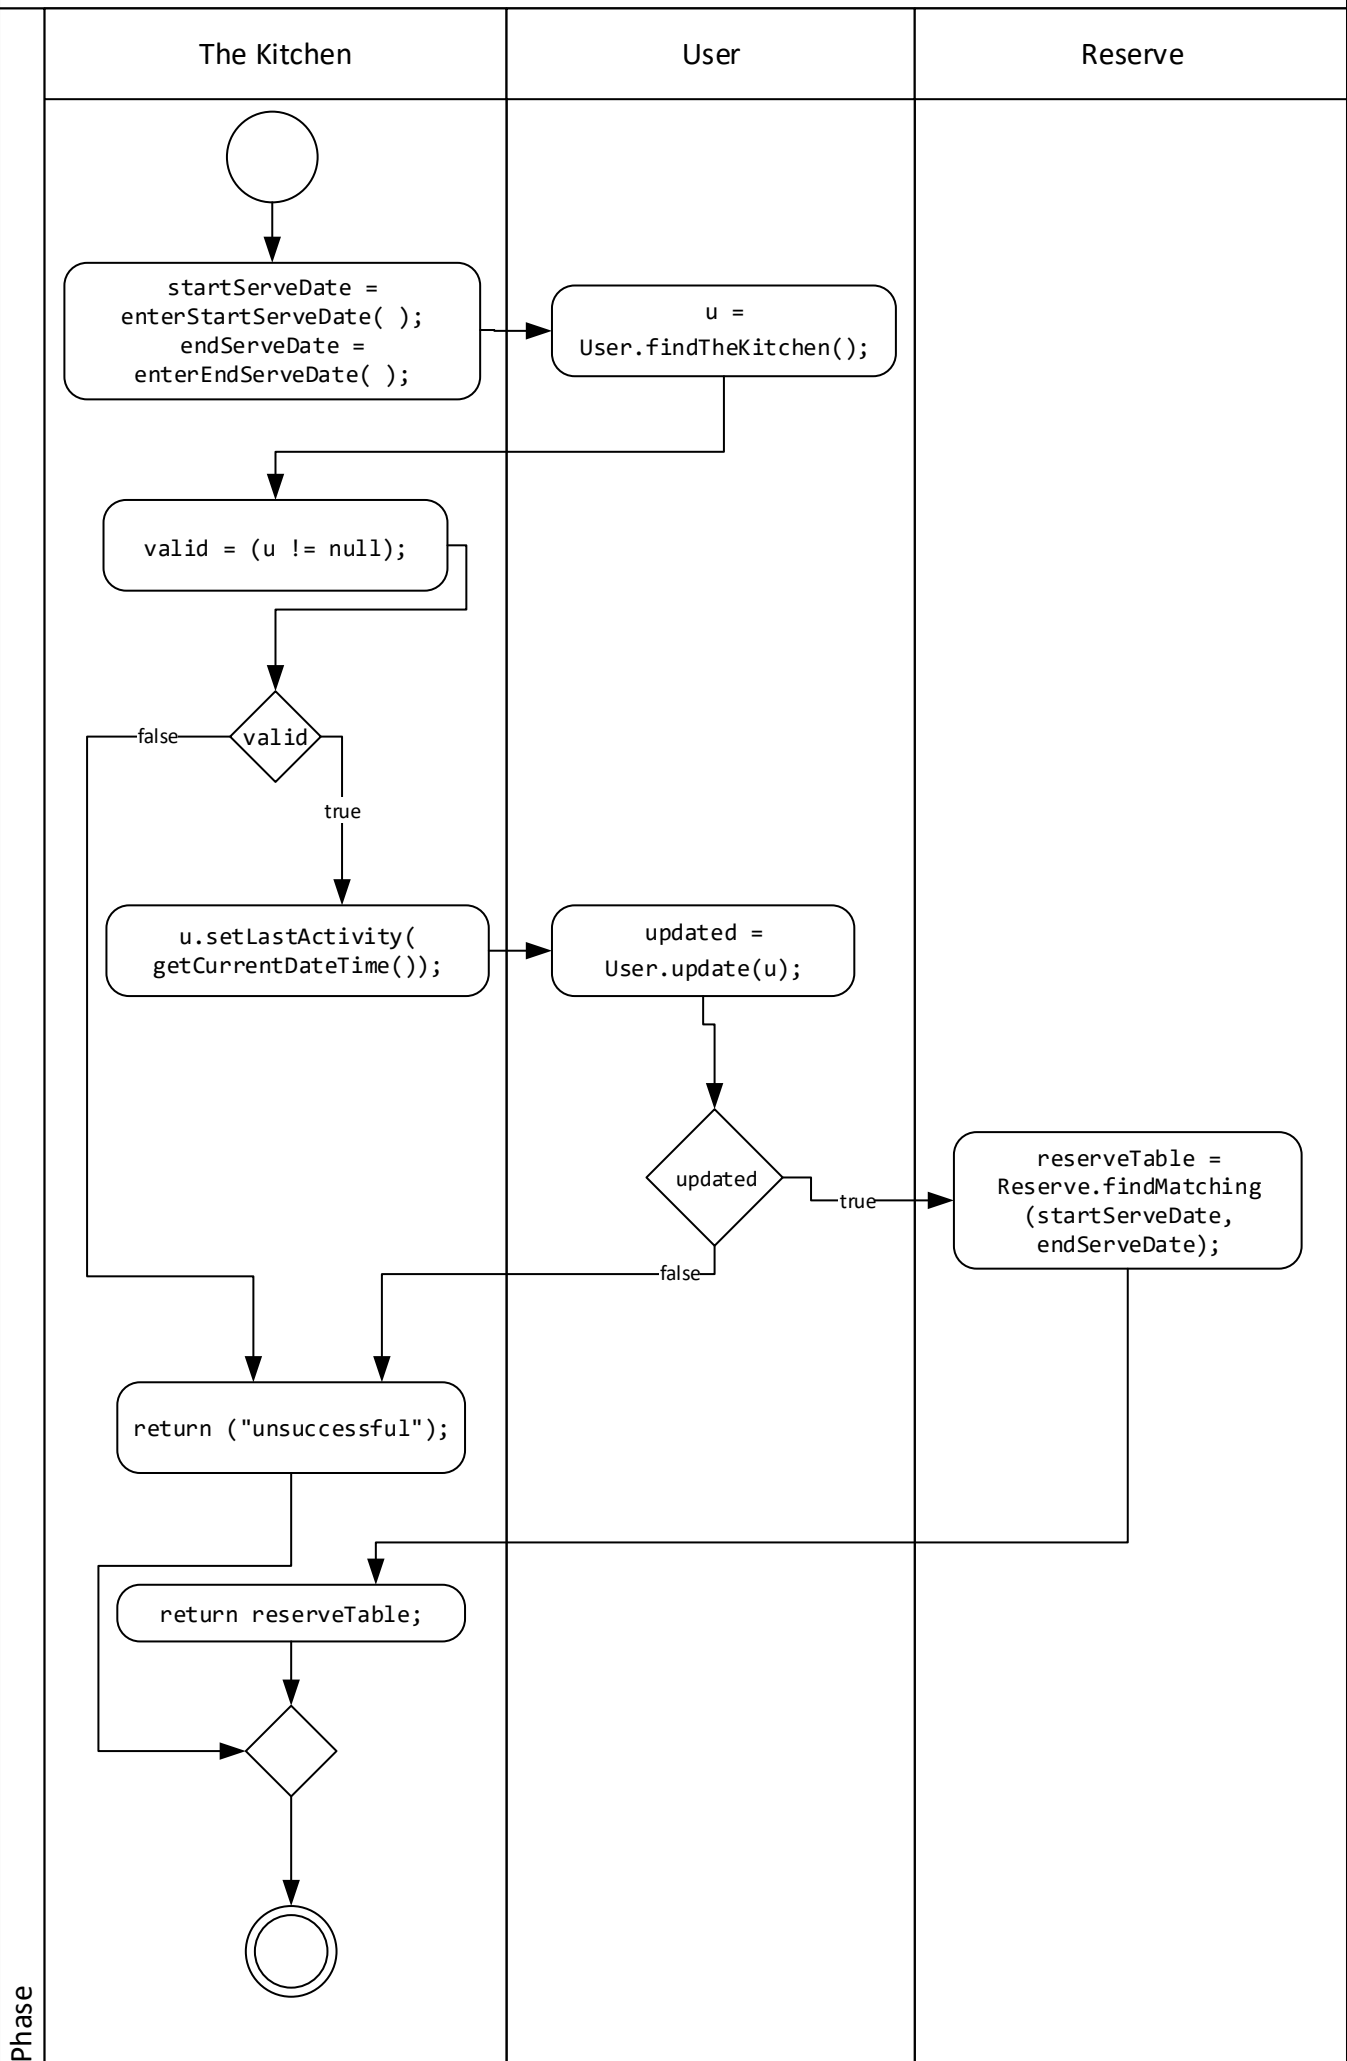 The Kitchen
User
Reserve
startServeDate =
enterStartServeDate( );
endServeDate =
enterEndServeDate( );
u =
User.findTheKitchen();
valid = (u != null);
false
valid
true
u.setLastActivity(
getCurrentDateTime());
updated =
User.update(u);
updated
true
reserveTable =
Reserve.findMatching
(startServeDate,
endServeDate);
false
return ("unsuccessful");
return reserveTable;
Phase